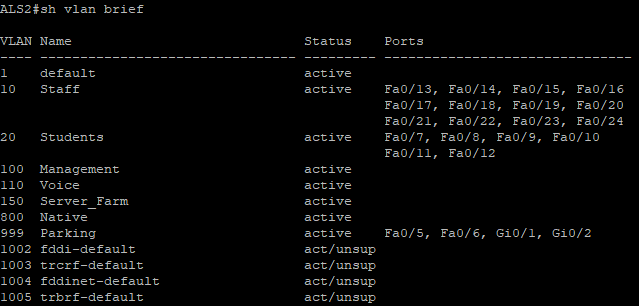 ALS2#sh vlan brief
VLAN Name                             Status    Ports
---- -------------------------------- --------- -------------------------------
1    default                          active
10   Staff                            active    Fa0/13, Fa0/14, Fa0/15, Fa0/16
                                                Fa0/17, Fa0/18, Fa0/19, Fa0/20
                                                Fa0/21, Fa0/22, Fa0/23, Fa0/24
20   Students                         active    Fa0/7, Fa0/8, Fa0/9, Fa0/10
                                                Fa0/11, Fa0/12
100  Management                       active
110  Voice                            active
150  Server_Farm                      active
800  Native                           active
999  Parking                          active    Fa0/5, Fa0/6, Gi0/1, Gi0/2
1002 fddi-default                     act/unsup
1003 trcrf-default                    act/unsup
1004 fddinet-default                  act/unsup
1005 trbrf-default                    act/unsup